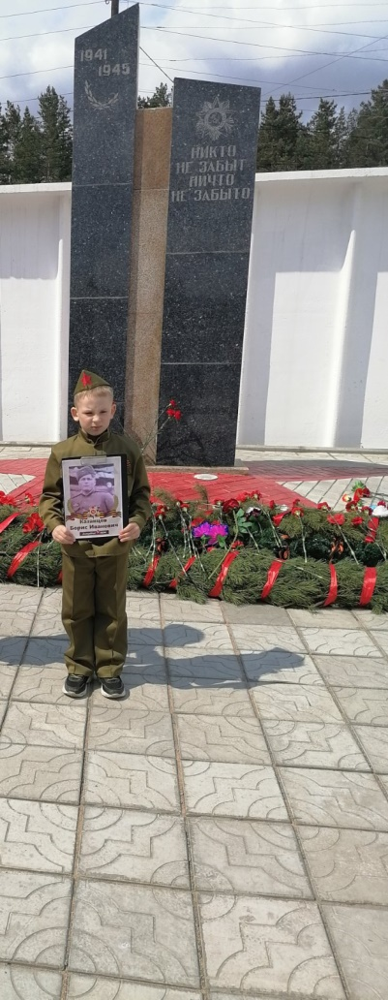 1941
1945
НИКТО
НЕ ЗАБЫТ
НИЧТО
НЕ ЗАБЫТО
Казанцев
Борис Иванович